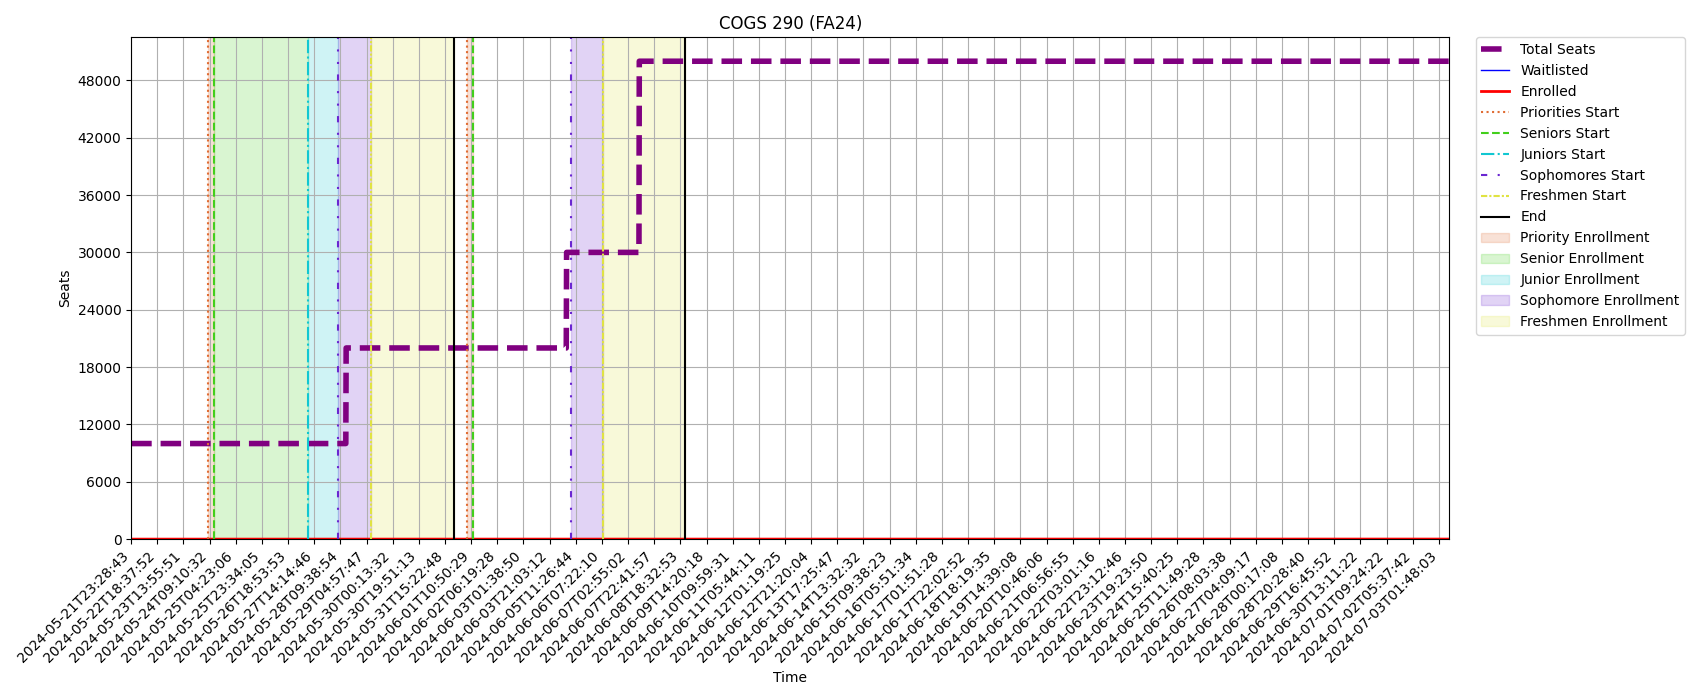 COGS 290 (FA24)
Seats
48000
42000
36000
30000
24000
18000
12000
6000
0
2024-05-21T23:28:43
2024-05-22T18:37:52
2024-05-23T13:55:51
2024-05-24T09:10:32
2024-05-25T04:23:06
2024-05-25T23:34:05
2024-05-26T18:53:53
2024-05-27T14:14:46
2024-05-28T09:38:54
2024-05-29T04:57:47
2024-05-30T00:13:32
2024-05-30T19:51:13
2024-05-31T15:22:48
2024-06-01T10:50:29
2024-06-02T06:19:28
2024-06-03T01:38:50
2024-06-03T21:03:12
2024-06-05T11:26:44
2024-06-06T07:22:10
2024-06-07T02:55:02
2024-06-07T22:41:57
2024-06-08T18:32:53
2024-06-09T14:20:18
2024-06-10T09:59:31
2024-06-11T05:44:11
2024-06-12T01:19:25
2024-06-12T21:20:04
2024-06-13T17:25:47
2024-06-14T13:32:32
2024-06-15T09:38:23
2024-06-16T05:51:34
2024-06-17T01:51:28
2024-06-17T22:02:52
2024-06-18T18:19:35
2024-06-19T14:39:08
2024-06-20T10:46:06
2024-06-21T06:56:55
2024-06-22T03:01:16
2024-06-22T23:12:46
2024-06-23T19:23:50
2024-06-24T15:40:25
2024-06-25T11:49:28
2024-06-26T08:03:38
2024-06-27T04:09:17
2024-06-28T00:17:08
2024-06-28T20:28:40
2024-06-29T16:45:52
2024-06-30T13:11:22
2024-07-01T09:24:22
2024-07-02T05:37:42
2024-07-03T01:48:03
Time
Total Seats
Waitlisted
Enrolled
Priorities Start
Seniors Start
Juniors Start
Sophomores Start
Freshmen Start
End
Priority Enrollment
Senior Enrollment
Junior Enrollment
Sophomore Enrollment
Freshmen Enrollment